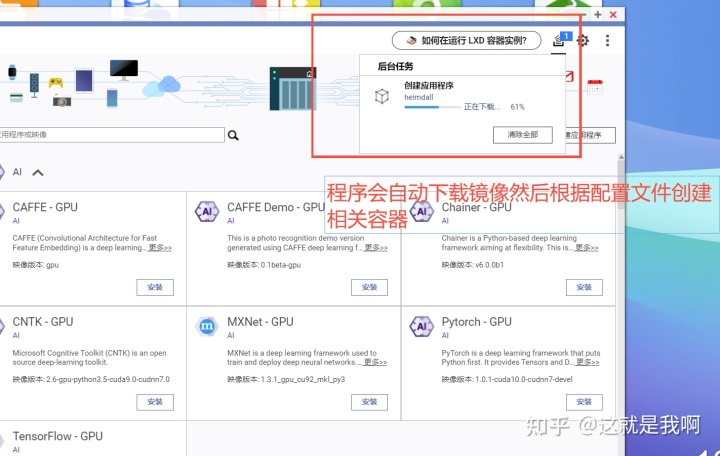 如何在运行 LXD 容器实例?
1
后台任务
创建应用程序
heimdall
正在下载... 61%
清除全部
建应用程序
用程序或映像
AI
程序会自动下载镜像然后根据配置文件创建
相关容器
CAFFE - GPU
AI
CAFFE (Convolutional Architecture for Fast
Feature Embedding) is a deep learning... 更多>>
映像版本: gpu
安装
CAFFE Demo - GPU
AI
This is a photo recognition demo version
generated using CAFFE deep learning f... 更多>>
映像版本: 0.1beta-gpu
安装
Chainer - GPU
AI
Chainer is a Python-based deep learning
framework aiming at flexibility. This is... 更多>>
映像版本: v6.0.0b1
安装
CNTK - GPU
AI
Microsoft Cognitive Toolkit (CNTK) is an open
source deep-learning toolkit.
映像版本: 2.6-gpu-python3.5-cuda9.0-cudnn7.0
安装
MXNet - GPU
AI
MXNet is a deep learning framework used to
train and deploy deep neural networks.... 更多>>
映像版本: 1.3.1_gpu_cu92_mkl_py3
安装
Pytorch - GPU
AI
PyTorch is a deep learning framework that puts
Python first. It provides Tensors and D... 更多>>
映像版本: 1.0.1-cuda10.0-cudnn7-devel
安装
TensorFlow - GPU
AI
知乎 @这就是我啊